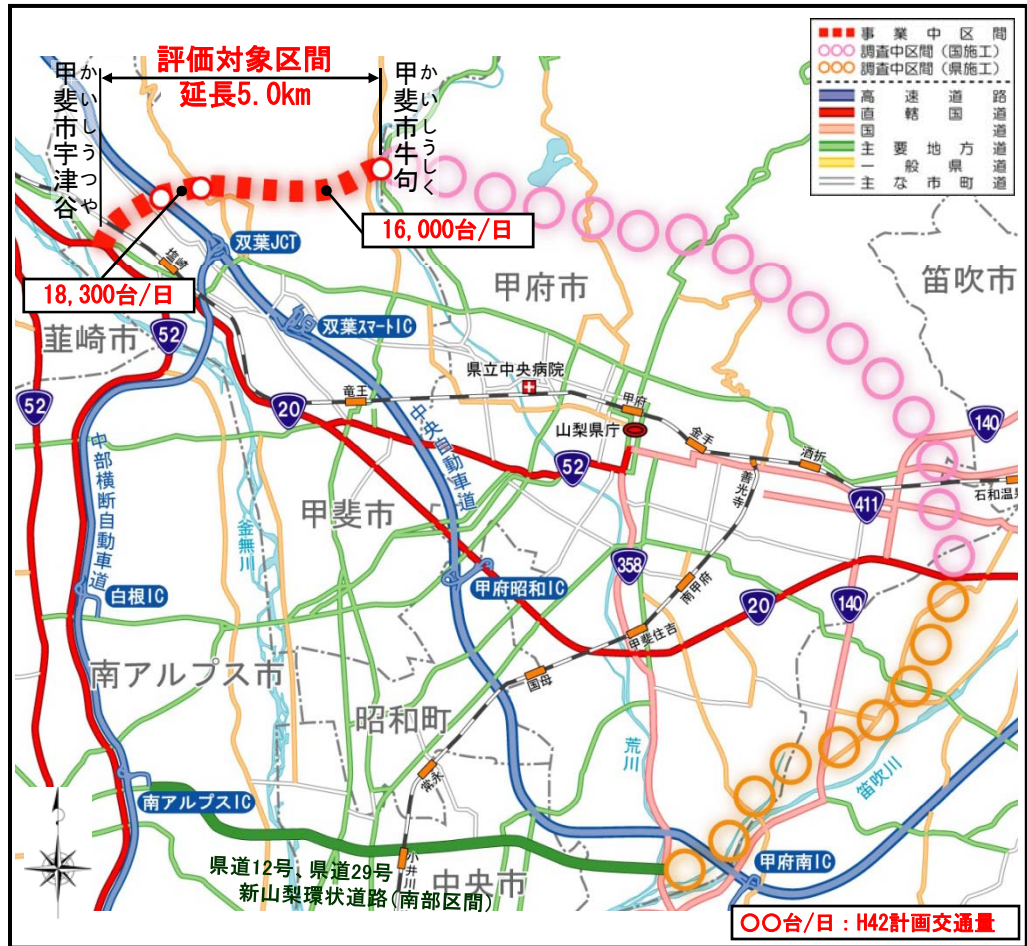 評価対象区間
延長5.0km
甲斐市宇津谷
かいしうつや
甲斐市牛句
かいしうしく
事業中区間
調査中区間（国施工）
調査中区間（県施工）
高速道路
直轄国道
国道
主要地方道
一般県道
主な市町道
16,000台/日
18,300台/日
双葉JCT
塩崎
甲府市
笛吹市
韮崎市
52
双葉スマートIC
県立中央病院
52
竜王
20
甲府
山梨県庁
金手
酒折
140
中央自動車道
52
善光寺
411
石和温泉
中部横断自動車道
甲斐市
釜無川
358
白根IC
甲府昭和IC
南甲府
20
140
甲斐住吉
南アルプス市
国母
昭和町
荒川
常永
笛吹川
南アルプスIC
県道12号、県道29号
新山梨環状道路(南部区間)
小井川
中央市
甲府南IC
○○台/日：H42計画交通量